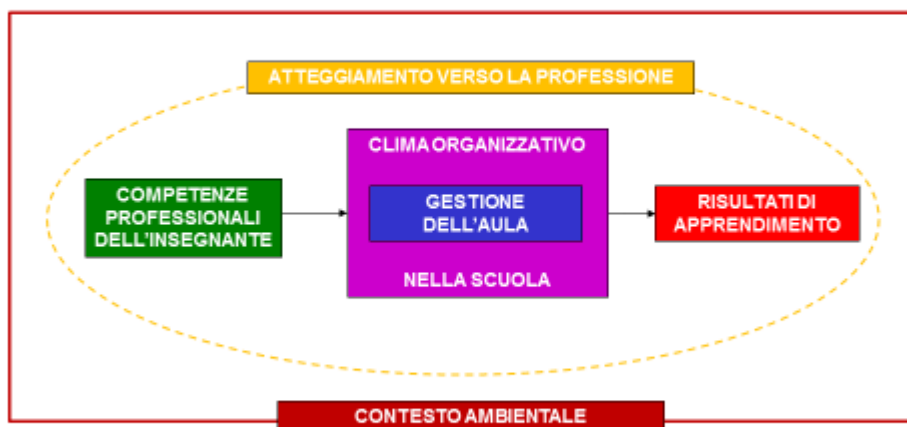 ATTEGGIAMENTO VERSO LA PROFESSIONE
CLIMA ORGANIZZATIVO
COMPETENZE
PROFESSIONALI
DELL'INSEGNANTE
GESTIONE
DELL'AULA
RISULTATI DI
APPRENDIMENTO
NELLA SCUOLA
CONTESTO AMBIENTALE